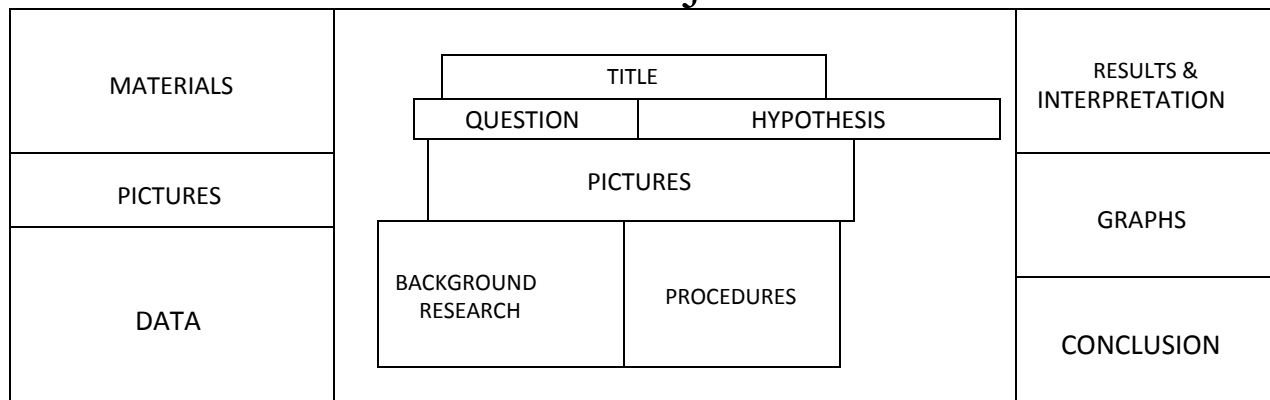 MATERIALS
PICTURES
DATA
TITLE
QUESTION
HYPOTHESIS
PICTURES
BACKGROUND
RESEARCH
PROCEDURES
RESULTS &
INTERPRETATION
GRAPHS
CONCLUSION